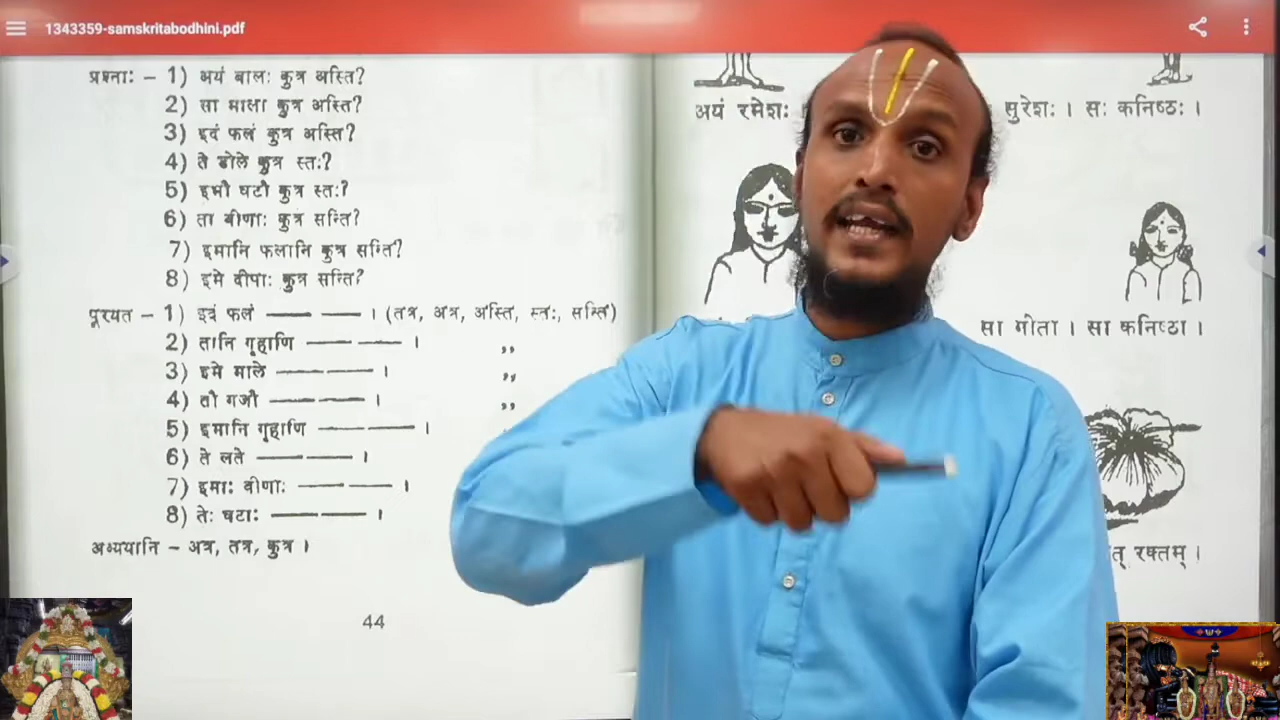 1343359-samskritabodhini.pdf
प्रश्नाः – 1) अयं बालः कुत्र अस्ति?
2) सा माला कुत्र अस्ति?
3) इदं फलं कुत्र अस्ति?
4) ते डोले कुत्र स्तः?
5) इमौ घटौ कुत्र स्तः?
6) ता वीणाः कुत्र सन्ति?
7) इमानि फलानि कुत्र सन्ति?
8) इमे दीपाः कुत्र सन्ति?
पूरयत – 1) इदं फलं —— —— । (तत्र, अत्र, अस्ति, स्तः, सन्ति)
2) तानि गृहाणि —— —— । ,,
3) इमे माले —— —— । ,,
4) तौ गजौ —— —— । ,,
5) इमानि गृहाणि —— —— ।
6) ते लते —— —— ।
7) इमाः वीणाः —— —— ।
8) तेः घटाः —— —— ।
अव्ययानि – अत्र, तत्र, कुत्र ।
44
अयं रमेशः सुरेशः । सः कनिष्ठः ।
सा गीता । सा कनिष्ठा ।
त् रक्तम् ।